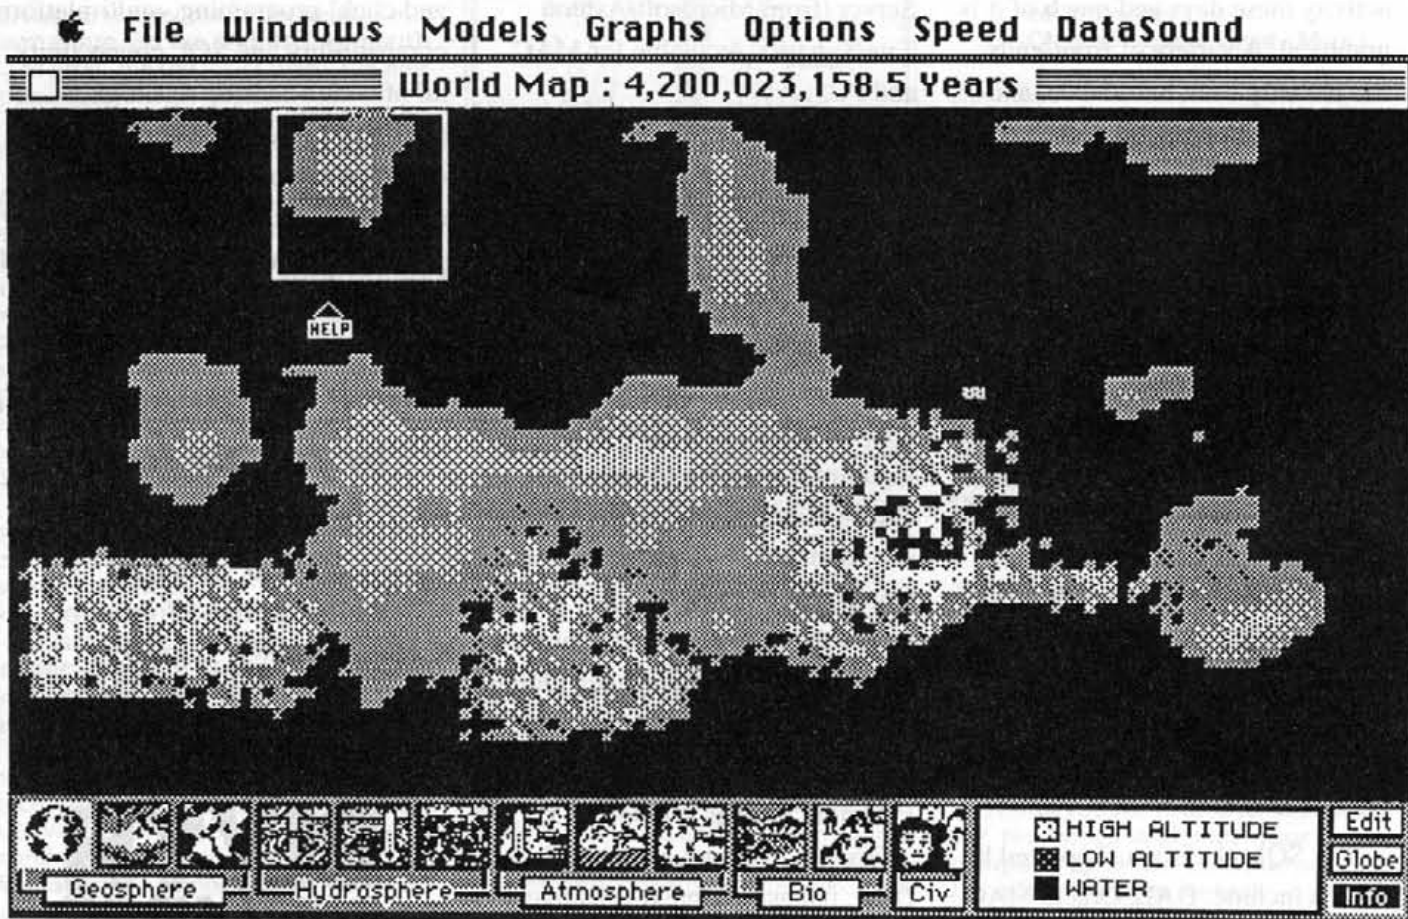 File Windows Models Graphs Options Speed DataSound
World Map : 4,200,023,158.5 Years
HELP
HIGH ALTITUDE
LOW ALTITUDE
WATER
Edit
Globe
Info
Geosphere Hydrosphere Atmosphere Bio Civ